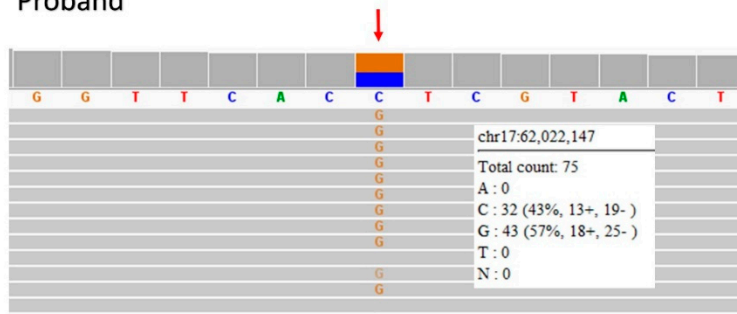 Proband
G G T T C A C C T C G T A C T
G
G
G
G
G
G
G
G
G
G
G
chr17:62,022,147
Total count: 75
A : 0
C : 32 (43%, 13+, 19- )
G : 43 (57%, 18+, 25- )
T : 0
N : 0